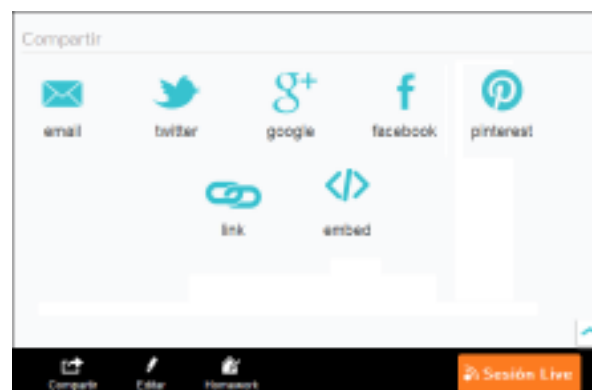 Compartir
email twitter google facebook pinterest
link embed
Compartir Editar Homework Sesión Live